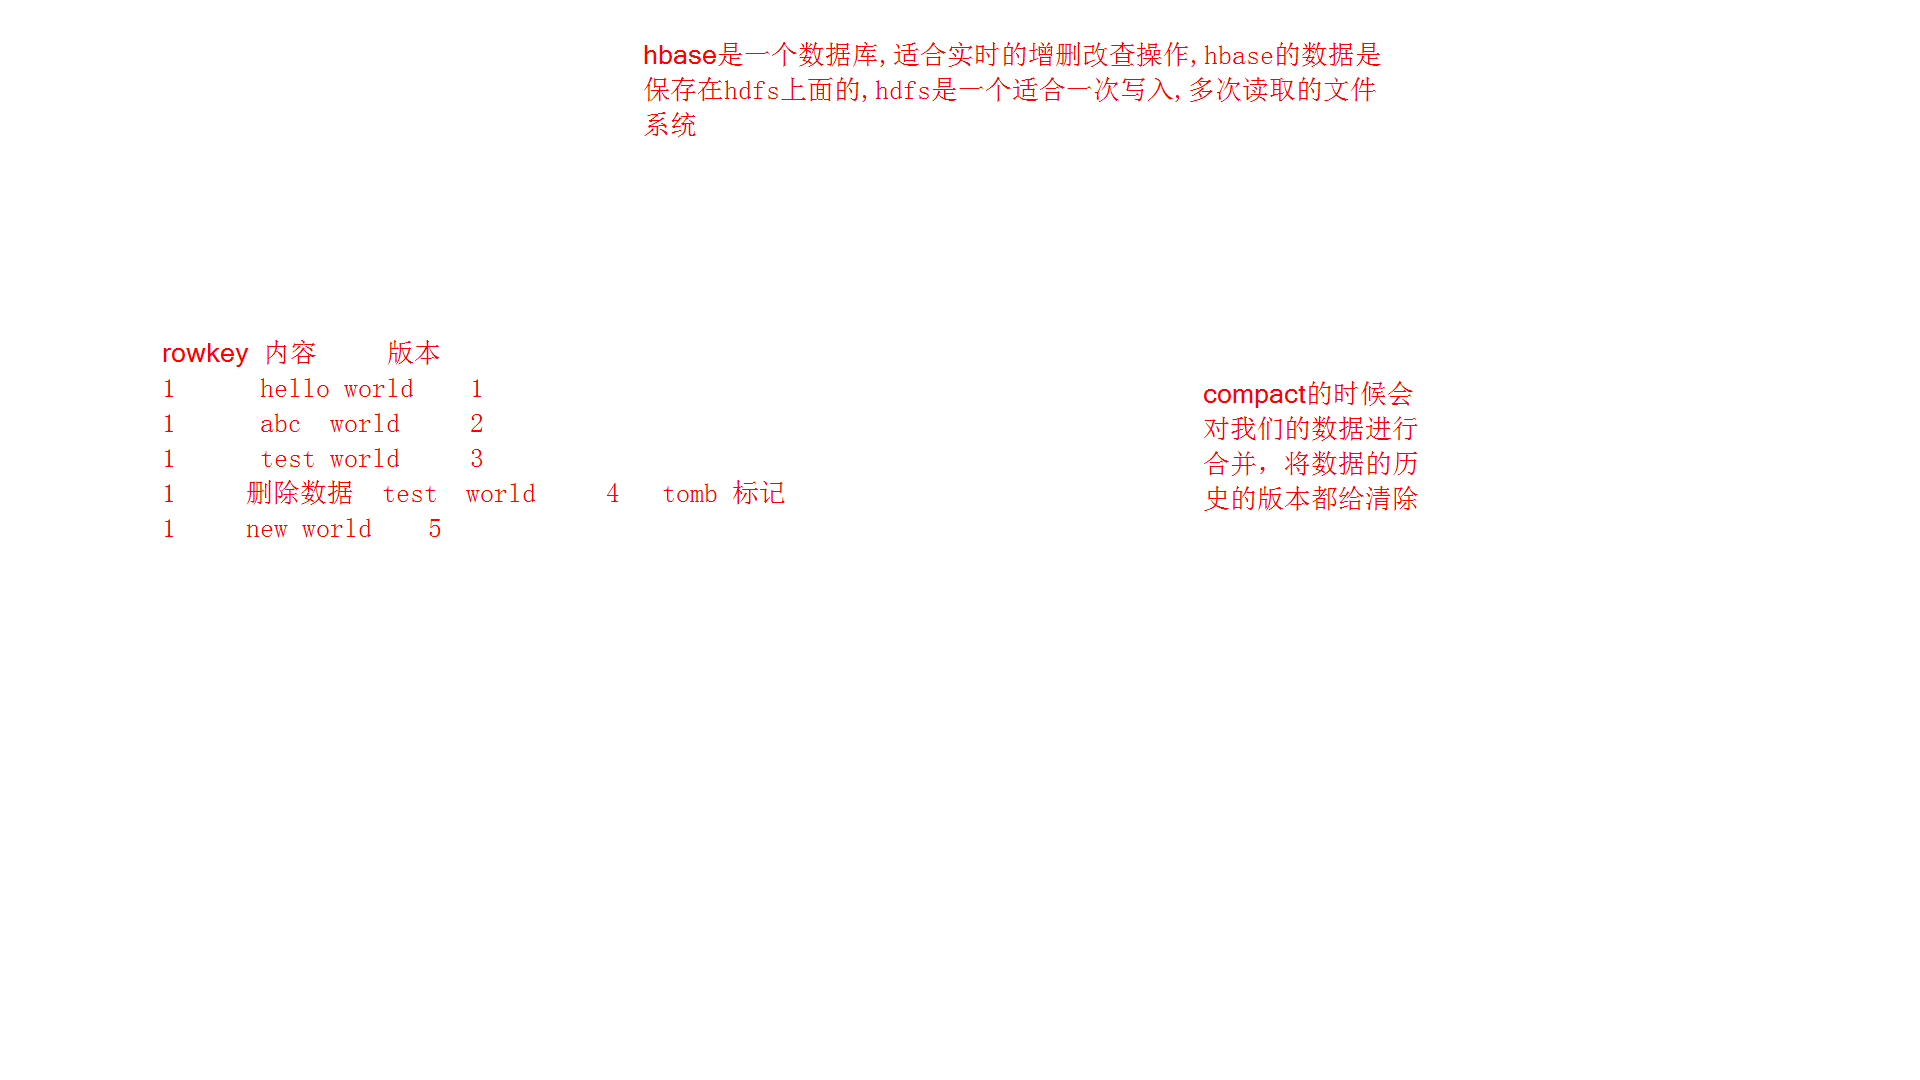 hbase是一个数据库,适合实时的增删改查操作,hbase的数据是
保存在hdfs上面的,hdfs是一个适合一次写入,多次读取的文件
系统
rowkey 内容 版本
1 hello world 1
1 abc world 2
1 test world 3
1 删除数据 test world 4 tomb 标记
1 new world 5
compact的时候会
对我们的数据进行
合并，将数据的历
史的版本都给清除